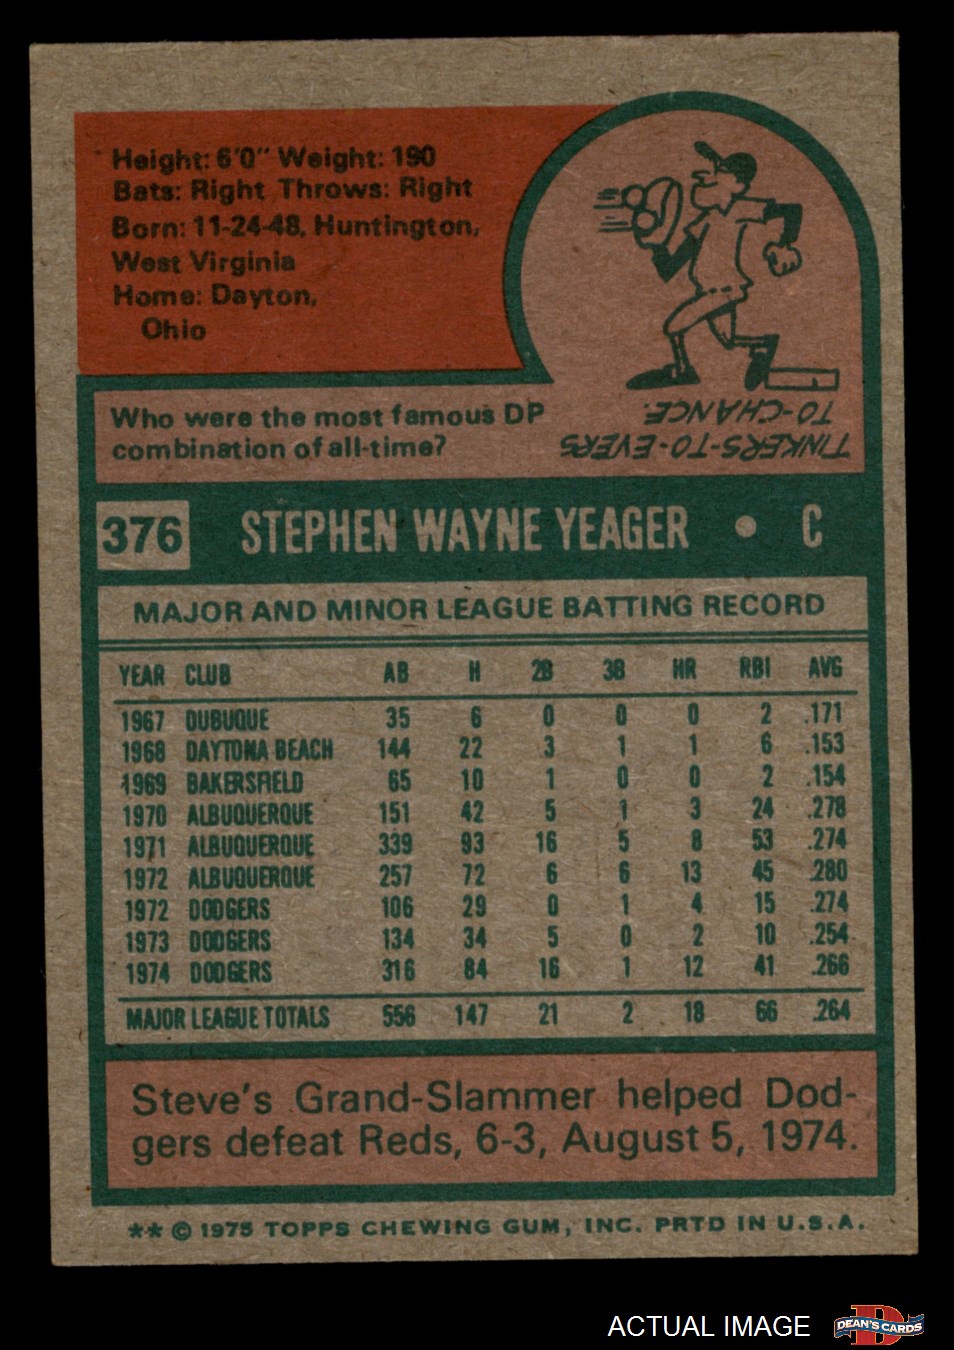 Height: 6'0" Weight: 190
Bats: Right Throws: Right
Born: 11-24-48, Huntington,
West Virginia
Home: Dayton,
Ohio
Who were the most famous DP
combination of all-time?
TINKERS-TO-EVERS
TO-CHANCE.
376 STEPHEN WAYNE YEAGER • C
MAJOR AND MINOR LEAGUE BATTING RECORD
YEAR CLUB AB H 2B 3B HR RBI AVG
1967 DUBUQUE 35 6 0 0 0 2 .171
1968 DAYTONA BEACH 144 22 3 1 1 6 .153
1969 BAKERSFIELD 65 10 1 0 0 2 .154
1970 ALBUQUERQUE 151 42 5 1 3 24 .278
1971 ALBUQUERQUE 339 93 16 5 8 53 .274
1972 ALBUQUERQUE 257 72 6 6 13 45 .280
1972 DODGERS 106 29 0 1 4 15 .274
1973 DODGERS 134 34 5 0 2 10 .254
1974 DODGERS 316 84 16 1 12 41 .266
MAJOR LEAGUE TOTALS 556 147 21 2 18 66 .264
Steve's Grand-Slammer helped Dod-
gers defeat Reds, 6-3, August 5, 1974.
** © 1975 TOPPS CHEWING GUM, INC. PRTD IN U.S.A.
ACTUAL IMAGE
D
DEAN'S CARDS